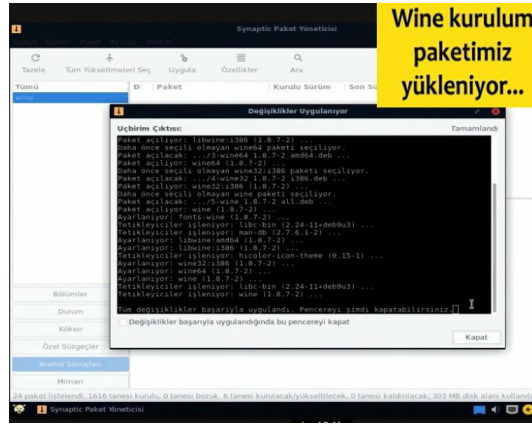 Wine kurulum
paketimiz
yükleniyor...
Synaptic Paket Yöneticisi
Tazele Tüm Yükseltmeleri Seç Uygula Özellikler Ara
Tümü D Paket Kurulu Sürüm Son
wine
Değişiklikler Uygulanıyor
Uçbirim Çıktısı: Tamamlandı
Paket açılıyor: libwine:i386 (1.8.7-2) ...
Daha önce seçili olmayan wine64 paketi seçiliyor.
Paket açılacak: .../3-wine64_1.8.7-2_amd64.deb ...
Paket açılıyor: wine64 (1.8.7-2) ...
Daha önce seçili olmayan wine32:i386 paketi seçiliyor.
Paket açılacak: .../4-wine32_1.8.7-2_i386.deb ...
Paket açılıyor: wine32:i386 (1.8.7-2) ...
Daha önce seçili olmayan wine paketi seçiliyor.
Paket açılacak: .../5-wine_1.8.7-2_all.deb ...
Paket açılıyor: wine (1.8.7-2) ...
Ayarlanıyor: fonts-wine (1.8.7-2) ...
Tetikleyiciler işleniyor: libc-bin (2.24-11+deb9u3) ...
Tetikleyiciler işleniyor: man-db (2.7.6.1-2) ...
Ayarlanıyor: libwine:amd64 (1.8.7-2) ...
Ayarlanıyor: libwine:i386 (1.8.7-2) ...
Tetikleyiciler işleniyor: hicolor-icon-theme (0.15-1) ...
Ayarlanıyor: wine32:i386 (1.8.7-2) ...
Ayarlanıyor: wine64 (1.8.7-2) ...
Ayarlanıyor: wine (1.8.7-2) ...
Tetikleyiciler işleniyor: libc-bin (2.24-11+deb9u3) ...
Tetikleyiciler işleniyor: wine (1.8.7-2) ...
Tüm değişiklikler başarıyla uygulandı. Pencereyi şimdi kapatabilirsiniz.
Değişiklikler başarıyla uygulandığında bu pencereyi kapat
Kapat
Bölümler
Durum
Köken
Özel Süzgeçler
Arama Sonuçları
Mimari
24 paket listelendi, 1616 tanesi kurulu, 0 tanesi bozuk. 6 tanesi kurulacak/yükseltilecek, 0 tanesi kaldırılacak; 303 MB disk alanı
Synaptic Paket Yöneticisi